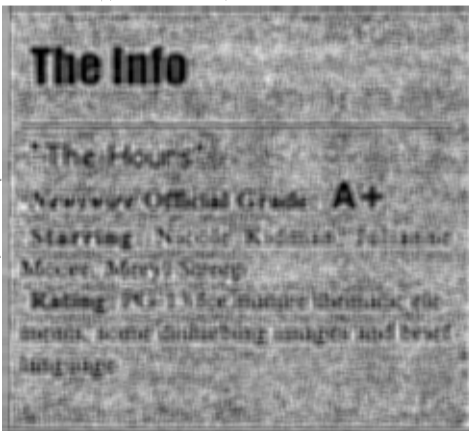 The Info
"The Hours"
Newswire Official Grade: A+
Starring: Nicole Kidman, Julianne
Moore, Meryl Streep
Rating: PG-13 for mature thematic ele-
ments, some disturbing images and brief
language